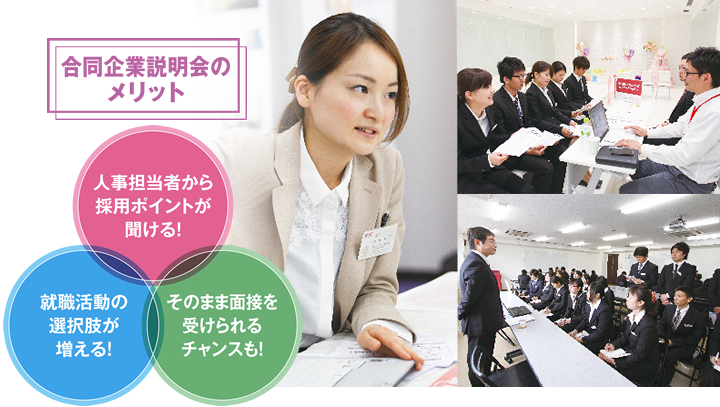 合同企業説明会の
メリット
人事担当者から
採用ポイントが
聞ける!
就職活動の
選択肢が
増える!
そのまま面接を
受けられる
チャンスも!